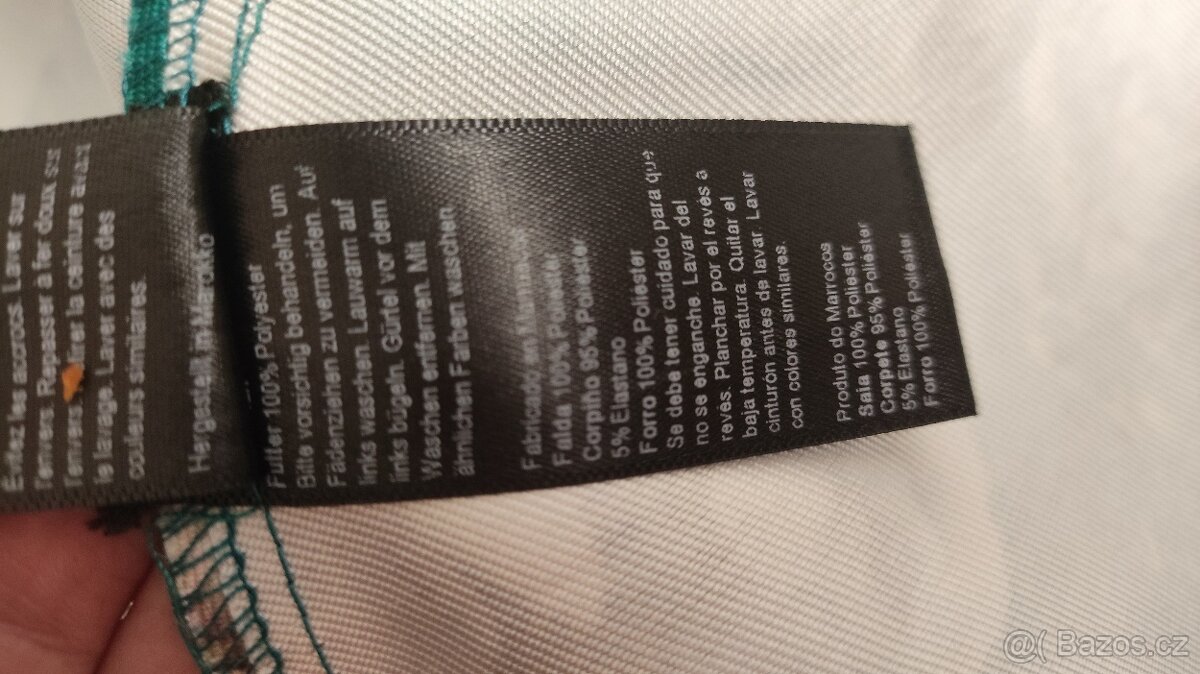 Évitez les accrocs. Laver sur
l'envers. Repasser à fer doux sur
l'envers. Tirer la ceinture avant
le lavage. Laver avec des
couleurs similaires.
Hergestellt in Marokko
Futter 100% Polyester
Bitte vorsichtig behandeln, um
Fädenziehen zu vermeiden. Auf
links waschen. Lauwarm auf
links bügeln. Gürtel vor dem
Waschen entfernen. Mit
ähnlichen Farben waschen.
Fabricado en Marruecos
Falda 100% Poliéster
Corpiño 95% Poliéster
5% Elastano
Forro 100% Poliéster
Se debe tener cuidado para que
no se enganche. Lavar del
revés. Planchar por el revés a
baja temperatura. Quitar el
cinturón antes de lavar. Lavar
con colores similares.
Produto do Marrocos
Saia 100% Poliéster
Corpete 95% Poliéster
5% Elastano
Forro 100% Poliéster
@( Bazos.cz